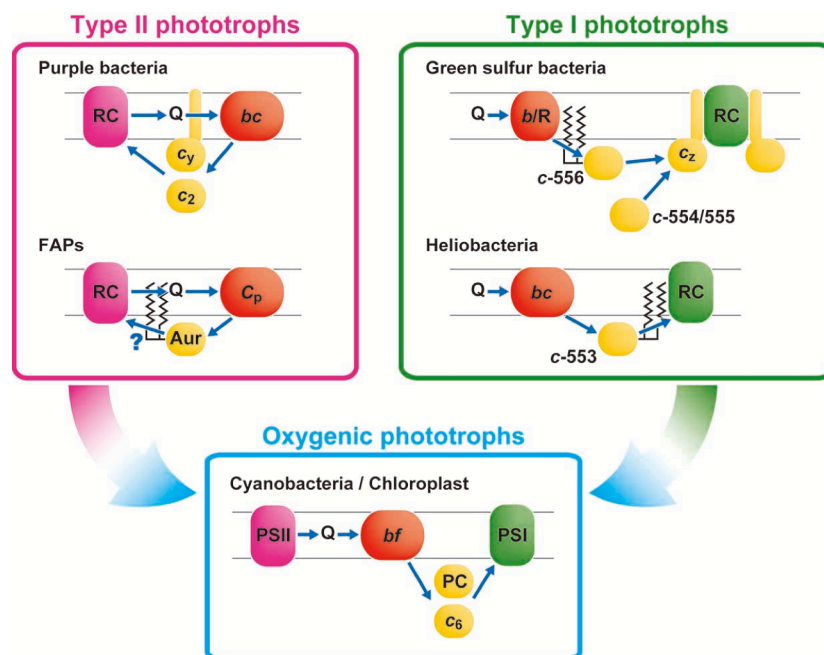 Type II phototrophs
Purple bacteria
RC
Q
bc
cy
c2
FAPs
RC
Q
Cp
?
Aur
Type I phototrophs
Green sulfur bacteria
Q
b/R
RC
cz
c-556
c-554/555
Heliobacteria
Q
bc
RC
c-553
Oxygenic phototrophs
Cyanobacteria / Chloroplast
PSII
Q
bf
PSI
PC
c6